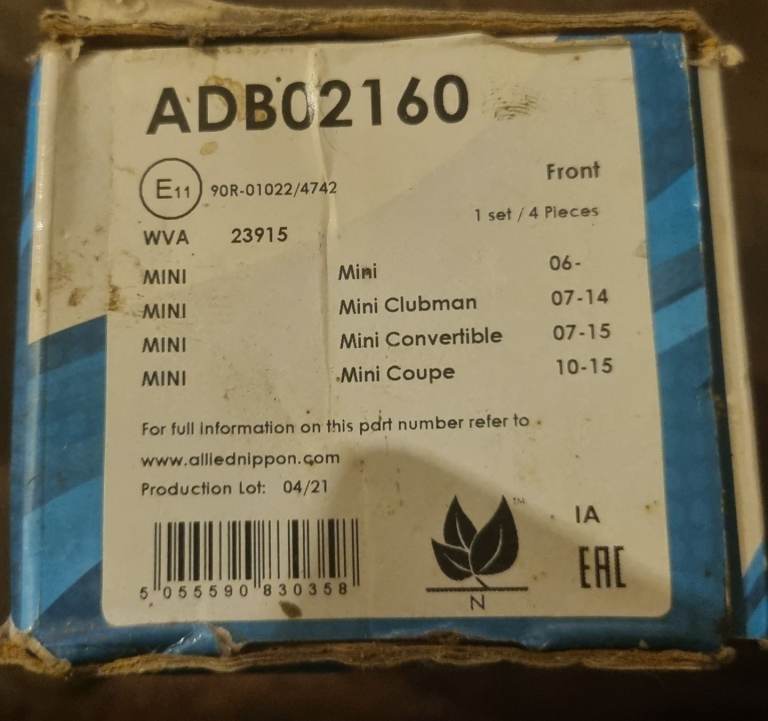 ADB02160
E11 90R-01022/4742
Front
1 set / 4 Pieces
WVA 23915
MINI Mini 06-
MINI Mini Clubman 07-14
MINI Mini Convertible 07-15
MINI Mini Coupe 10-15
For full information on this part number refer to
www.alliednippon.com
Production Lot: 04/21
TM
IA
EAC
N
5 055590 830358